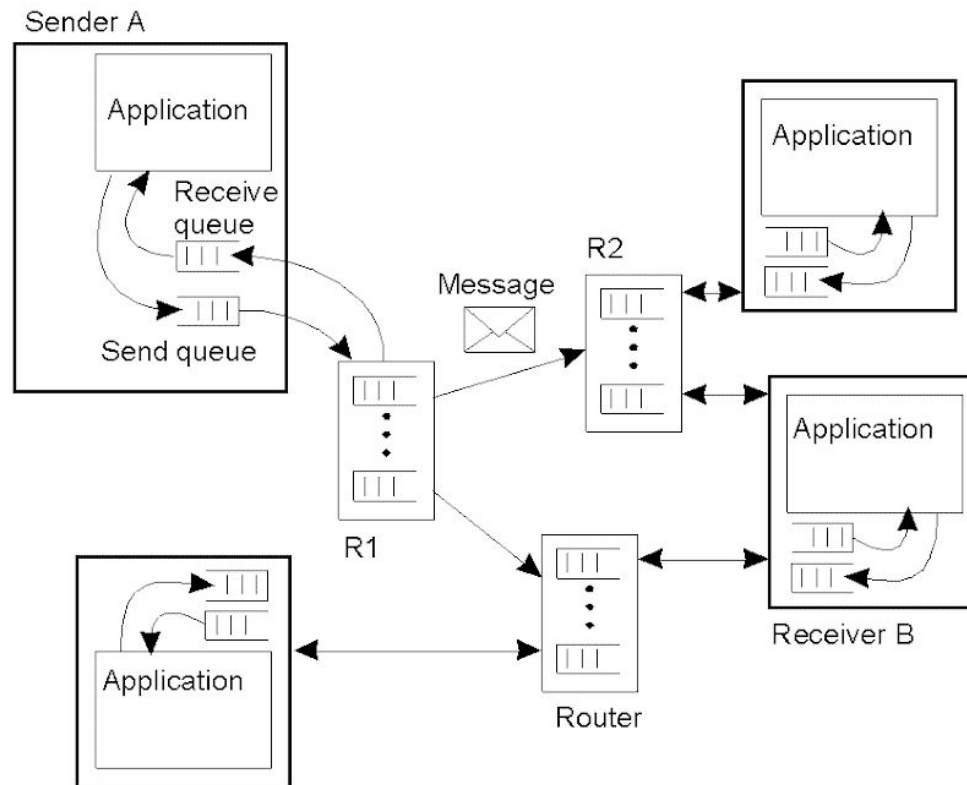 Sender A
Application
Receive
queue
Send queue
Message
R2
Application
R1
Application
Receiver B
Router
Application